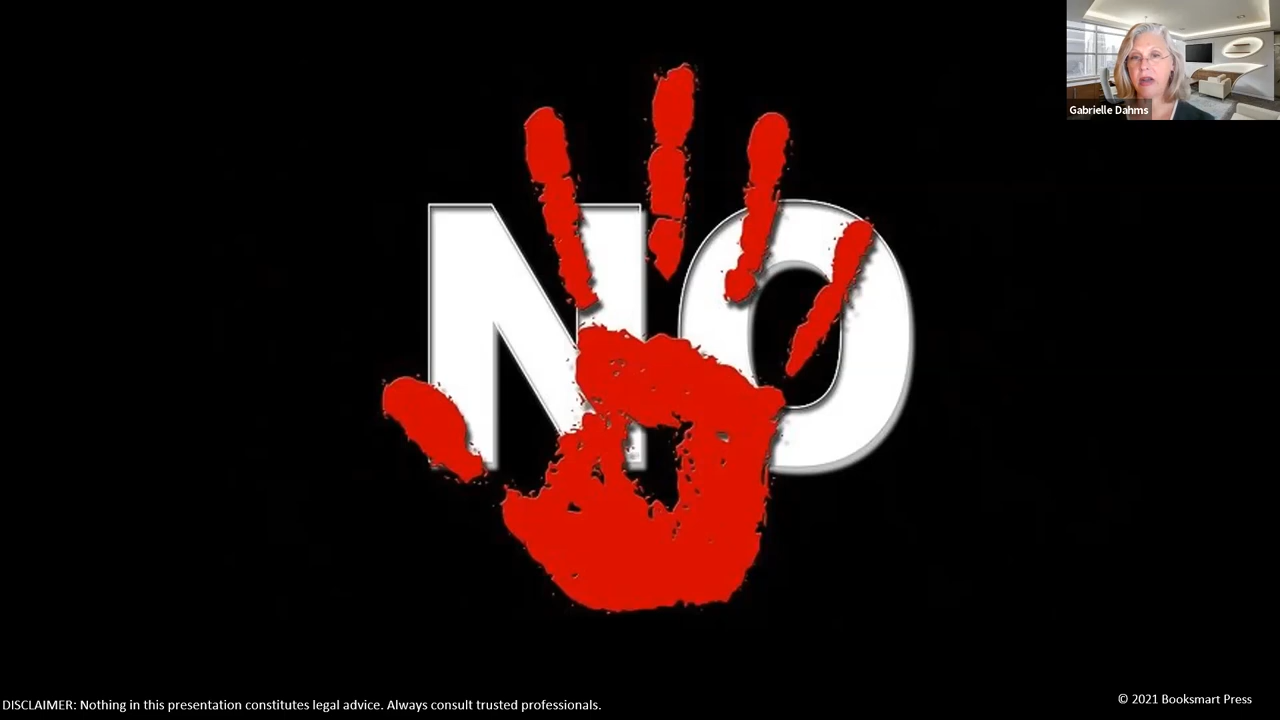 Gabrielle Dahms
NO
DISCLAIMER: Nothing in this presentation constitutes legal advice. Always consult trusted professionals.
© 2021 Booksmart Press